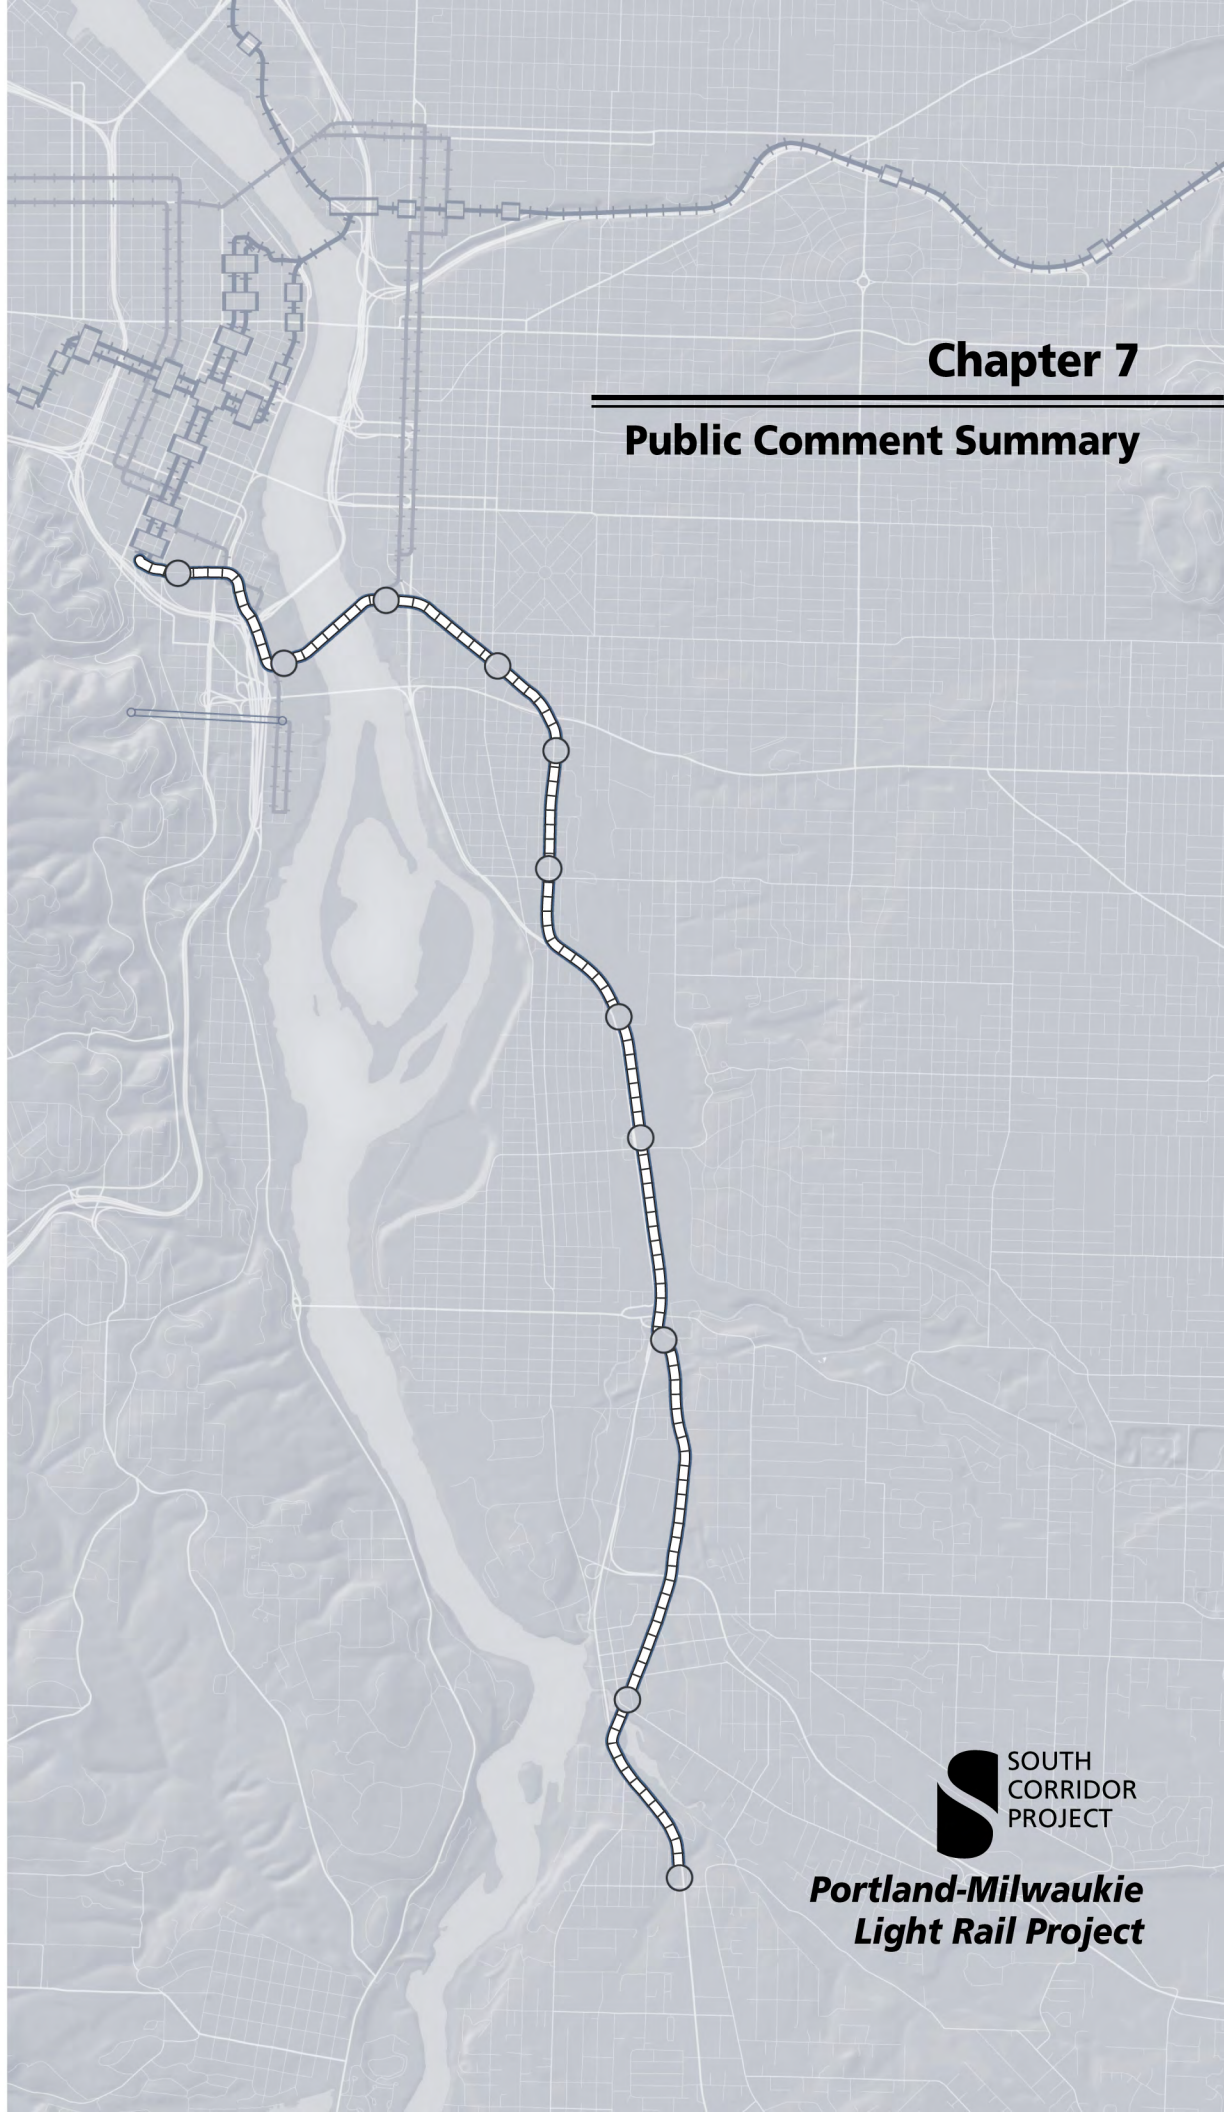 Chapter 7
Public Comment Summary
SOUTH
CORRIDOR
PROJECT
Portland-Milwaukie
Light Rail Project